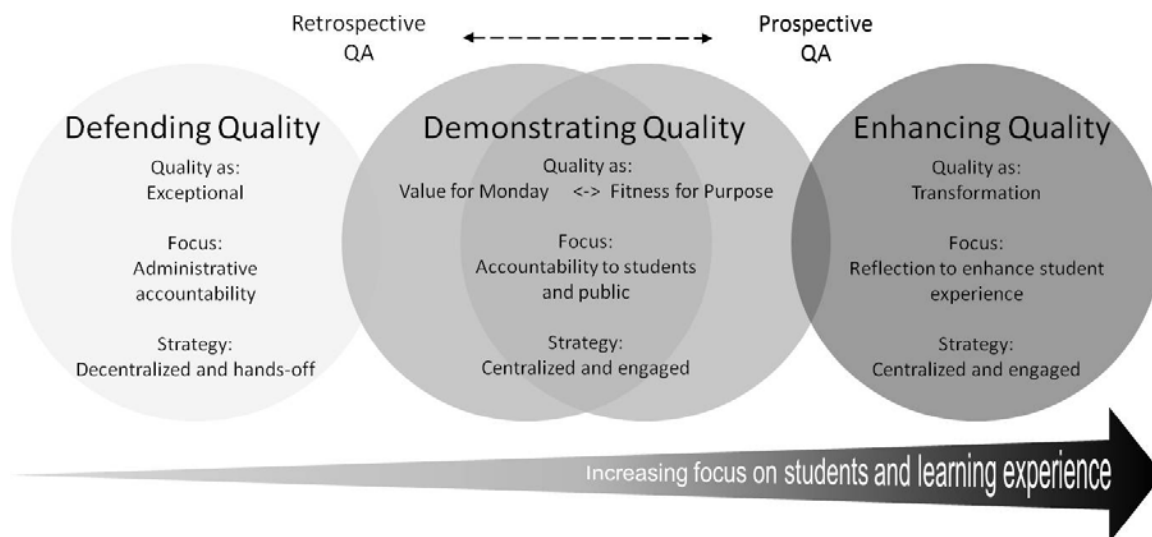 Retrospective
QA
Prospective
QA
Defending Quality
Quality as:
Exceptional
Focus:
Administrative
accountability
Strategy:
Decentralized and hands-off
Demonstrating Quality
Quality as:
Value for Monday <-> Fitness for Purpose
Focus:
Accountability to students
and public
Strategy:
Centralized and engaged
Enhancing Quality
Quality as:
Transformation
Focus:
Reflection to enhance student
experience
Strategy:
Centralized and engaged
Increasing focus on students and learning experience